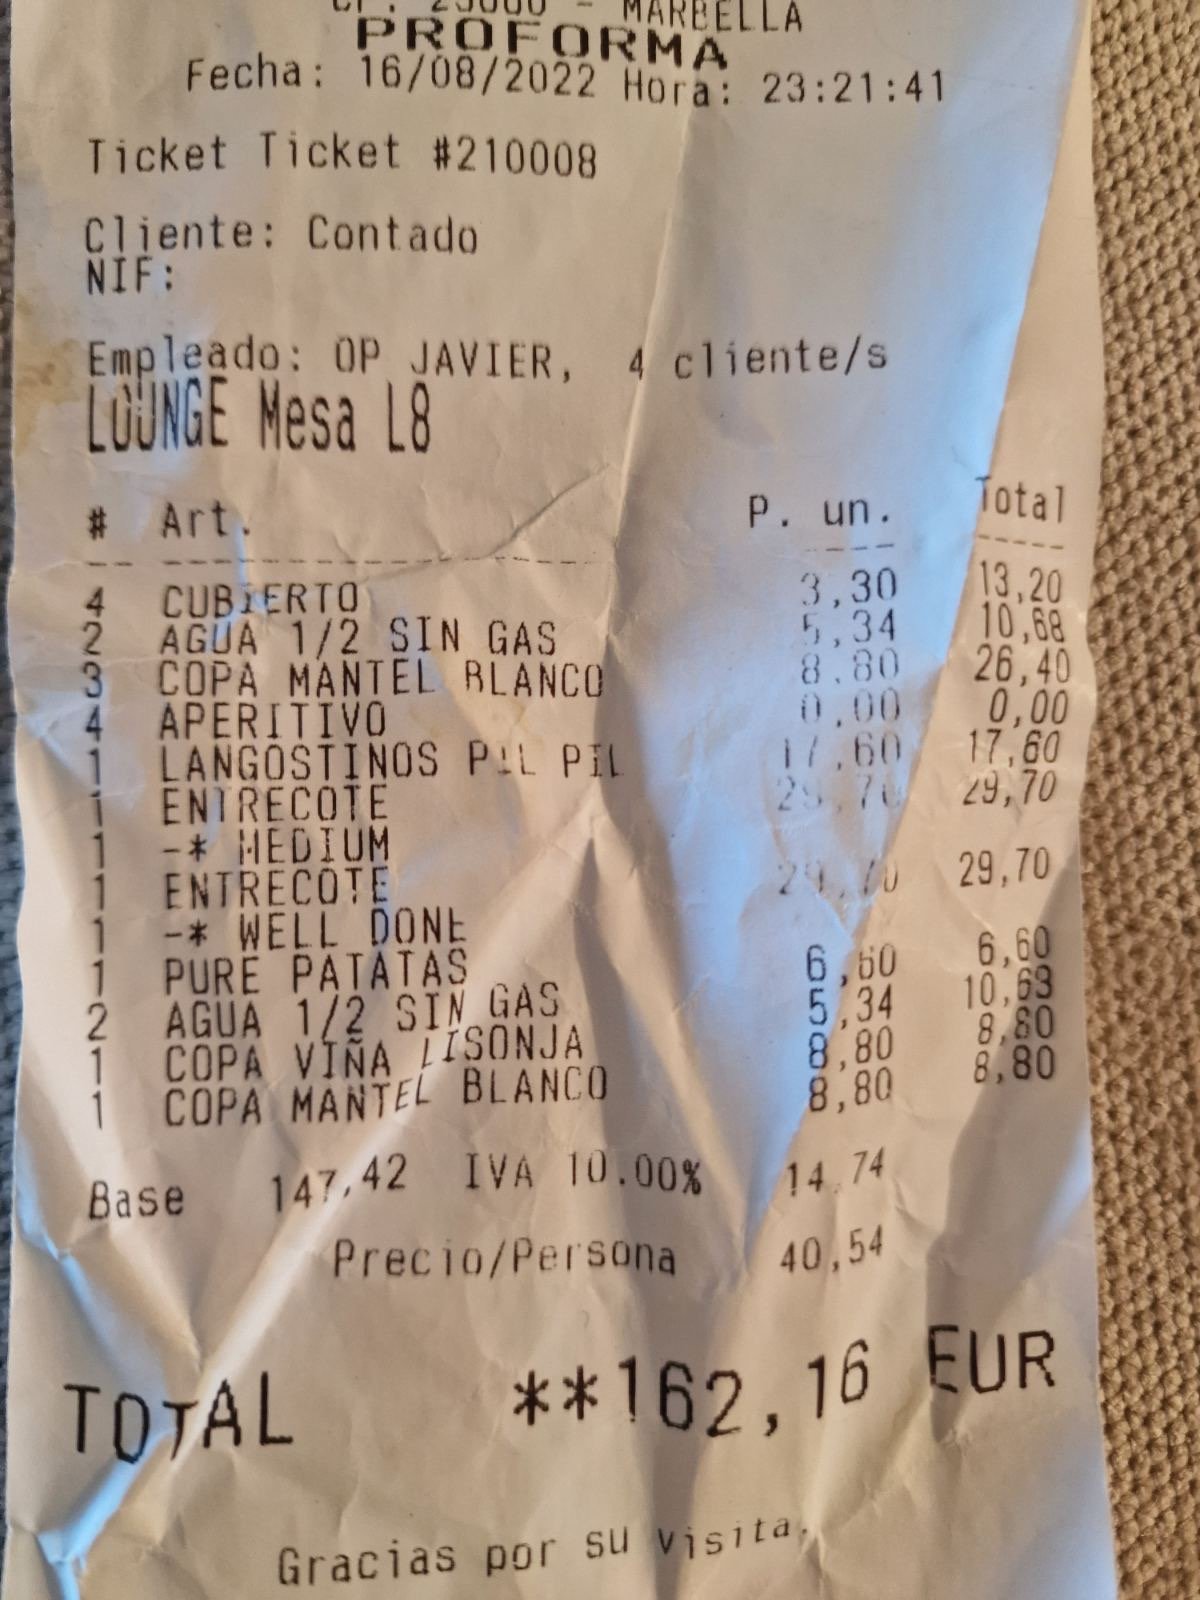 MARBELLA
PROFORMA
Fecha: 16/08/2022 Hora: 23:21:41
Ticket Ticket #210008
Cliente: Contado
NIF:
Empleado: OP JAVIER, 4 cliente/s
LOUNGE Mesa L8
# Art. P. un. Total
4 CUBIERTO 3,30 13,20
2 AGUA 1/2 SIN GAS 5,34 10,68
3 COPA MANTEL BLANCO 8.80 26,40
4 APERITIVO 0,00 0,00
1 LANGOSTINOS PIL PIL 17,60 17,60
1 ENTRECOTE 29,70 29,70
1 -* MEDIUM
1 ENTRECOTE 29,70 29,70
1 -* WELL DONE
1 PURE PATATAS 6,60 6,60
2 AGUA 1/2 SIN GAS 5,34 10,68
1 COPA VIÑA LISONJA 8,80 8,80
1 COPA MANTEL BLANCO 8,80 8,80
Base 147,42 IVA 10.00% 14,74
Precio/Persona 40,54
TOTAL **162,16 EUR
Gracias por su visita.